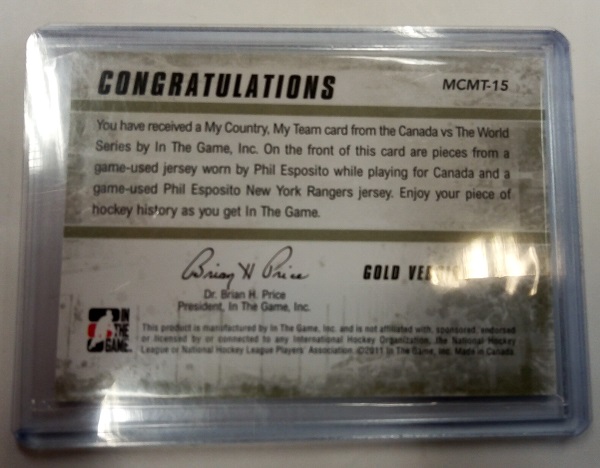 CONGRATULATIONS
MCMT-15
You have received a My Country, My Team card from the Canada vs The World
Series by In The Game, Inc. On the front of this card are pieces from a
game-used jersey worn by Phil Esposito while playing for Canada and a
game-used Phil Esposito New York Rangers jersey. Enjoy your piece of
hockey history as you get In The Game.
Brian H Price
GOLD
Dr. Brian H. Price
President, In The Game, Inc.
IN
THE
GAME
This product is manufactured by In The Game, Inc. and is not affiliated with, sponsored, endorsed
or licensed by or connected to any International Hockey Organization, the National Hockey
League or National Hockey League Players' Association. ©2011 In The Game, Inc. Made in Canada.